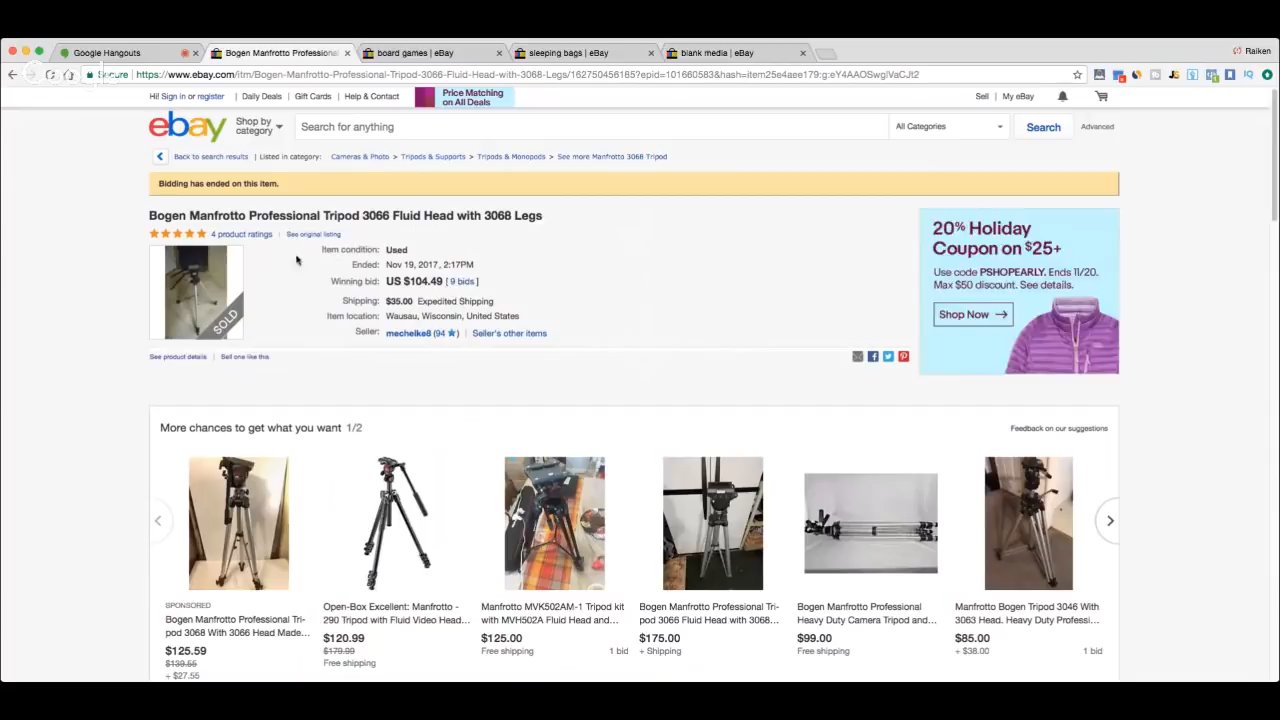 Google Hangouts
Bogen Manfrotto Professional
board games | eBay
sleeping bags | eBay
blank media | eBay
Raiken
Secure
https://www.ebay.com/itm/Bogen-Manfrotto-Professional-Tripod-3066-Fluid-Head-with-3068-Legs/162750456185?epid=101660583&hash=item25e4aee179:g:eY4AAOSwgiVaCJt2
Hi! Sign in or register
Daily Deals
Gift Cards
Help & Contact
Price Matching
on All Deals
Sell
My eBay
ebay
Shop by
category
Search for anything
All Categories
Search
Advanced
Back to search results | Listed in category: Cameras & Photo > Tripods & Supports > Tripods & Monopods > See more Manfrotto 3068 Tripod
Bidding has ended on this item.
Bogen Manfrotto Professional Tripod 3066 Fluid Head with 3068 Legs
4 product ratings | See original listing
SOLD
Item condition: Used
Ended: Nov 19, 2017 , 2:17PM
Winning bid: US $104.49 [ 9 bids ]
Shipping: $35.00 Expedited Shipping
Item location: Wausau, Wisconsin, United States
Seller: mechelke8 (94 ) | Seller's other items
See product details | Sell one like this
20% Holiday
Coupon on $25+
Use code PSHOPEARLY. Ends 11/20.
Max $50 discount. See details.
Shop Now →
More chances to get what you want 1/2
Feedback on our suggestions
SPONSORED
Bogen Manfrotto Professional Tri-
pod 3068 With 3066 Head Made...
$125.59
$139.55
+ $27.55
Open-Box Excellent: Manfrotto -
290 Tripod with Fluid Video Head...
$120.99
$179.99
Free shipping
Manfrotto MVK502AM-1 Tripod kit
with MVH502A Fluid Head and...
$125.00
Free shipping
1 bid
Bogen Manfrotto Professional Tri-
pod 3066 Fluid Head with 3068...
$175.00
+ Shipping
Bogen Manfrotto Professional
Heavy Duty Camera Tripod and...
$99.00
Free shipping
Manfrotto Bogen Tripod 3046 With
3063 Head. Heavy Duty Professi...
$85.00
+ $38.00
1 bid